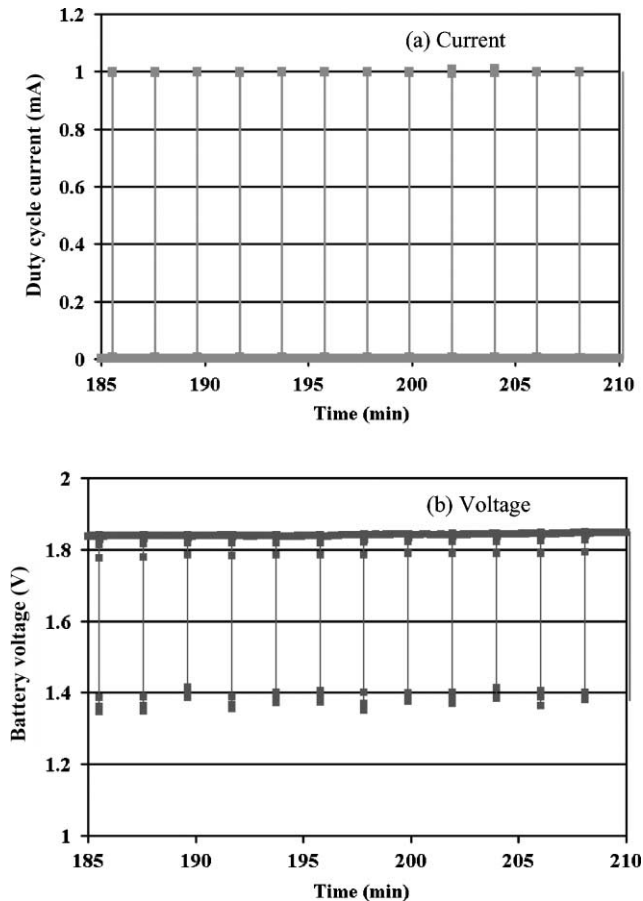 (a) Current
Duty cycle current (mA)
1.2
1
0.8
0.6
0.4
0.2
0
185 190 195 200 205 210
Time (min)
(b) Voltage
Battery voltage (V)
2
1.8
1.6
1.4
1.2
1
185 190 195 200 205 210
Time (min)